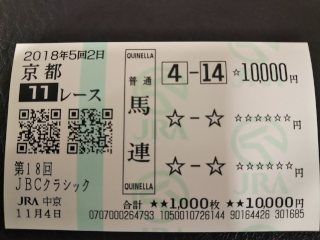 2018年5回2日
京都
11レース
第18回
JBCクラシック
JRA 中京
11月4日
QUINELLA
普通
馬連
QUINELLA
4-14 ☆10,000円
☆-☆ ☆☆☆☆☆☆円
☆-☆ ☆☆☆☆☆☆円
合計 ★★1,000枚 ★★10,000円
0707000264793 1050010726144 90164426 301685
JRA